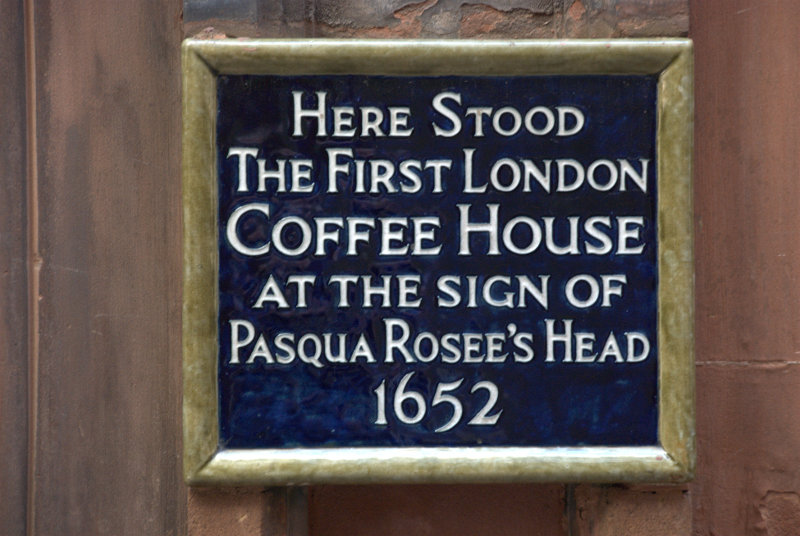 Here Stood
The First London
Coffee House
at the sign of
Pasqua Rosee's Head
1652